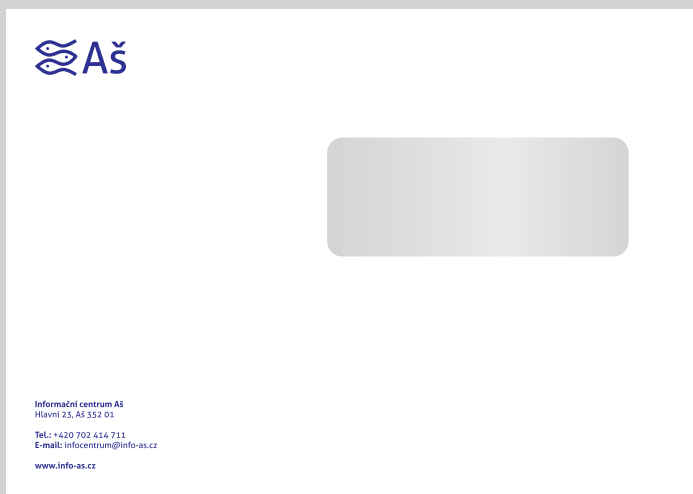 Aš
Informační centrum Aš
Hlavní 23, Aš 352 01
Tel.: +420 702 414 711
E-mail: infocentrum@info-as.cz
www.info-as.cz